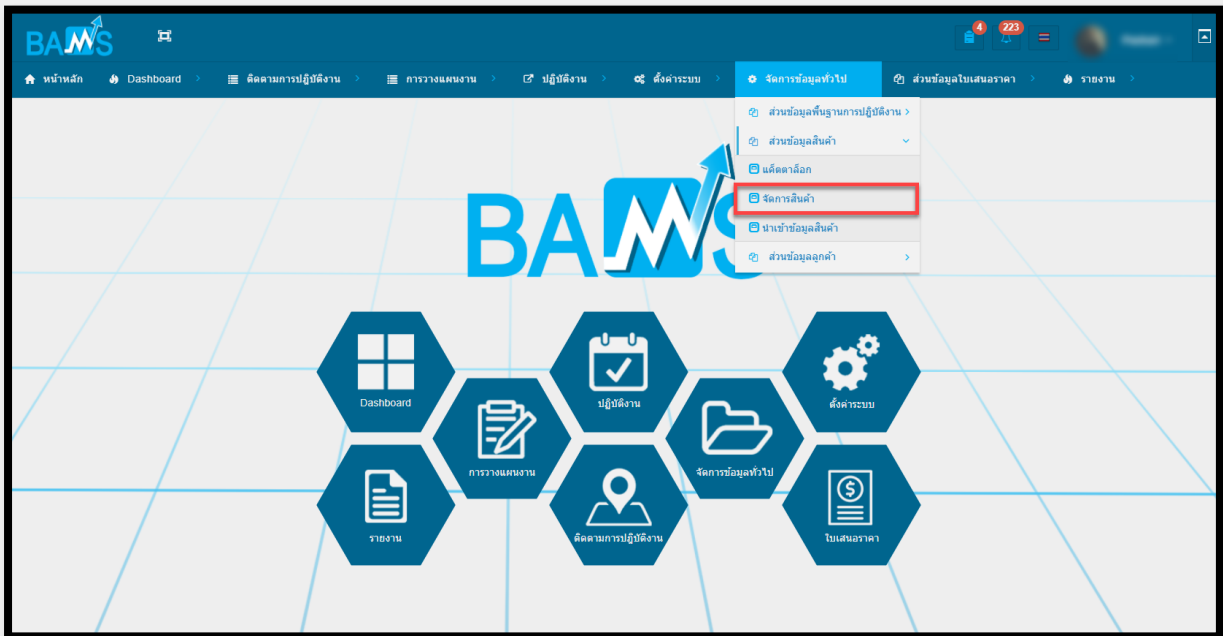 BAMS
4
223
หน้าหลัก
Dashboard
ติดตามการปฏิบัติงาน
การวางแผนงาน
ปฏิบัติงาน
ตั้งค่าระบบ
จัดการข้อมูลทั่วไป
ส่วนข้อมูลใบเสนอราคา
รายงาน
ส่วนข้อมูลพื้นฐานการปฏิบัติงาน
ส่วนข้อมูลสินค้า
แค็ตตาล็อก
จัดการสินค้า
นำเข้าข้อมูลสินค้า
ส่วนข้อมูลลูกค้า
BAMS
Dashboard
ปฏิบัติงาน
ตั้งค่าระบบ
การวางแผนงาน
จัดการข้อมูลทั่วไป
รายงาน
ติดตามการปฏิบัติงาน
ใบเสนอราคา